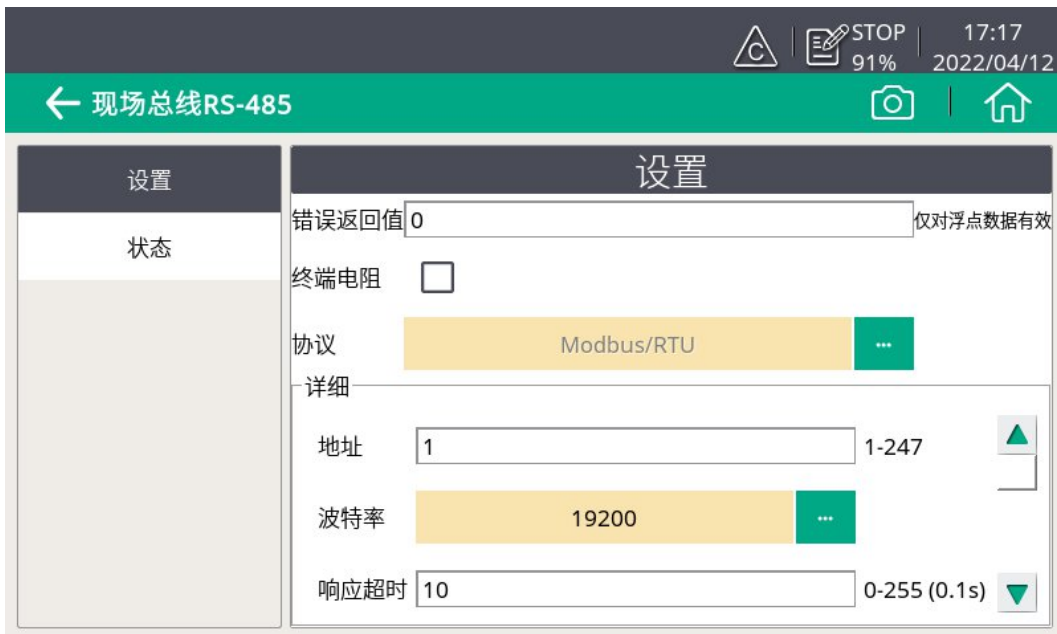 C
STOP
91%
17:17
2022/04/12
现场总线RS-485
设置
状态
设置
错误返回值 0 仅对浮点数据有效
终端电阻
协议 Modbus/RTU ...
详细
地址 1 1-247
波特率 19200 ...
响应超时 10 0-255 (0.1s)